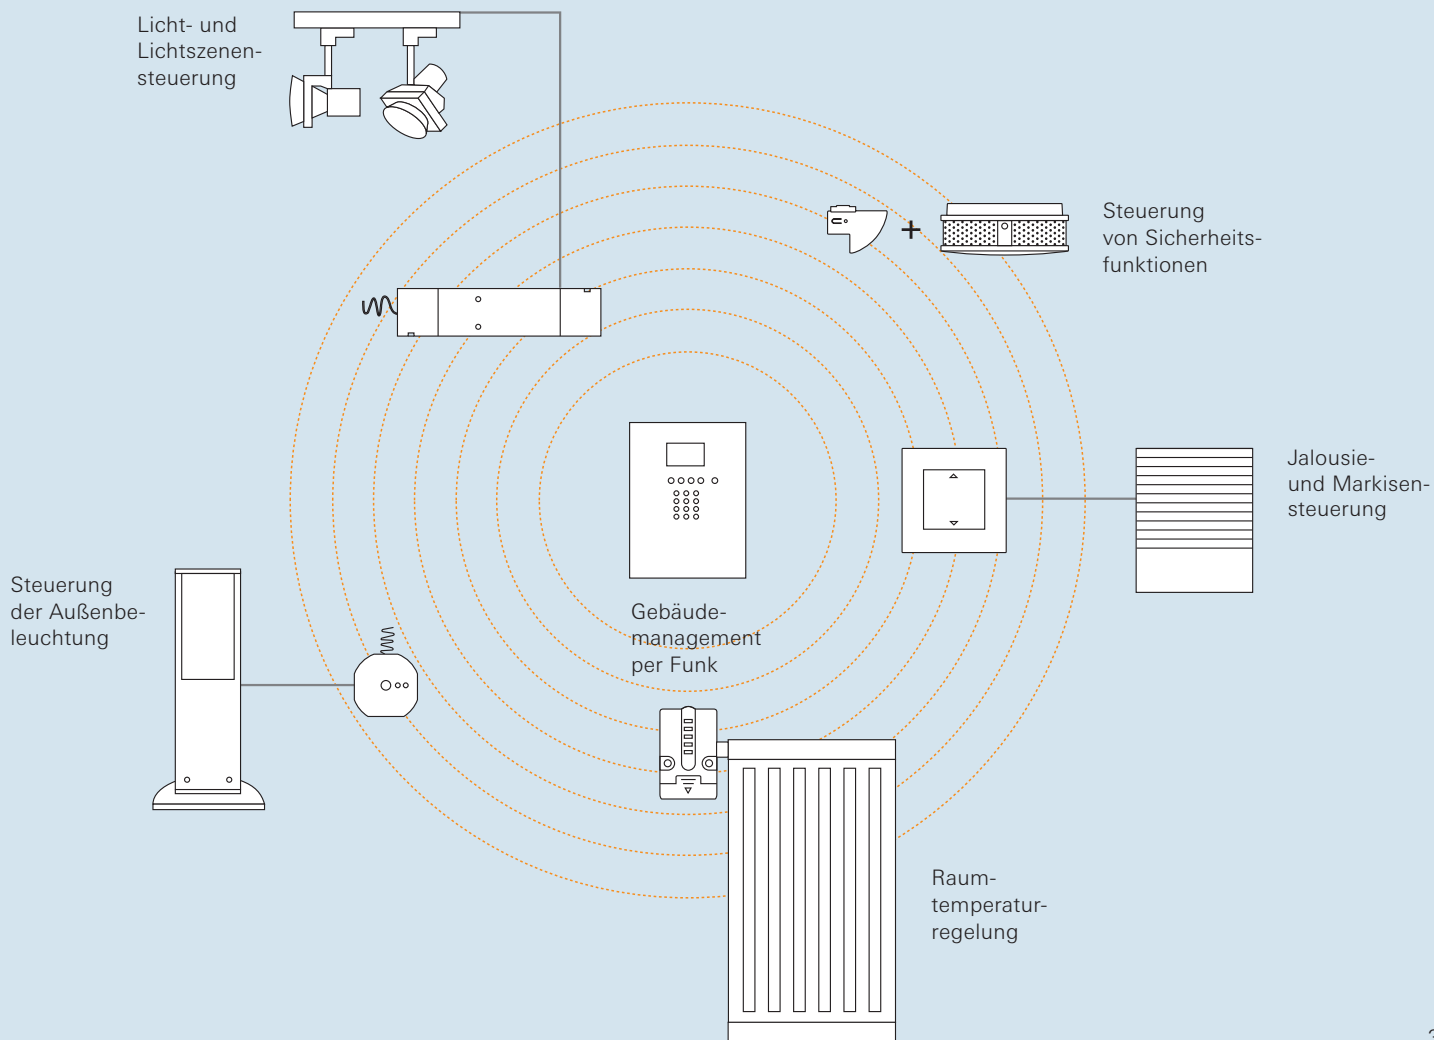 Licht- und
Lichtszenen-
steuerung
Steuerung
von Sicherheits-
funktionen
Jalousie-
und Markisen-
steuerung
Steuerung
der Außenbe-
leuchtung
Gebäude-
management
per Funk
Raum-
temperatur-
regelung